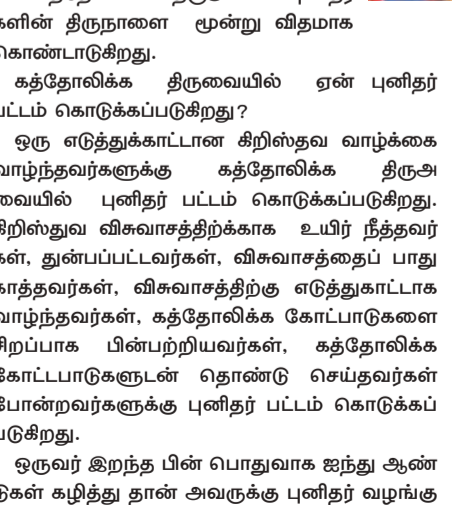 களின் திருநாளை மூன்று விதமாக
கொண்டாடுகிறது.
கத்தோலிக்க திருவையில் ஏன் புனிதர்
பட்டம் கொடுக்கப்படுகிறது?
ஒரு எடுத்துக்காட்டான கிறிஸ்தவ வாழ்க்கை
வாழ்ந்தவர்களுக்கு கத்தோலிக்க திருஅ
வையில் புனிதர் பட்டம் கொடுக்கப்படுகிறது.
கிறிஸ்துவ விசுவாசத்திற்க்காக உயிர் நீத்தவர்
கள், துன்பப்பட்டவர்கள், விசுவாசத்தைப் பாது
காத்தவர்கள், விசுவாசத்திற்கு எடுத்துகாட்டாக
வாழ்ந்தவர்கள், கத்தோலிக்க கோட்பாடுகளை
சிறப்பாக பின்பற்றியவர்கள், கத்தோலிக்க
கோட்டபாடுகளுடன் தொண்டு செய்தவர்கள்
போன்றவர்களுக்கு புனிதர் பட்டம் கொடுக்கப்
படுகிறது.
ஒருவர் இறந்த பின் பொதுவாக ஐந்து ஆண்
டுகள் கழித்து தான் அவருக்கு புனிதர் வழங்கு